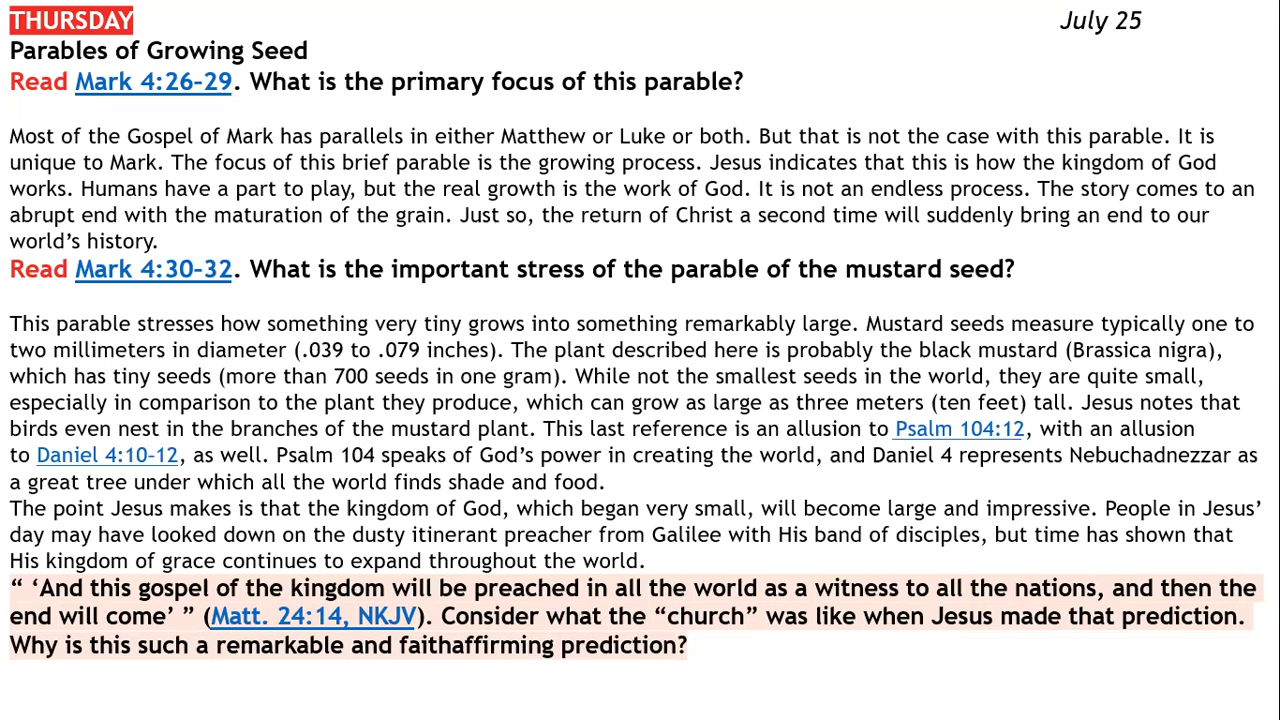 THURSDAY July 25
Parables of Growing Seed
Read Mark 4:26-29. What is the primary focus of this parable?
Most of the Gospel of Mark has parallels in either Matthew or Luke or both. But that is not the case with this parable. It is
unique to Mark. The focus of this brief parable is the growing process. Jesus indicates that this is how the kingdom of God
works. Humans have a part to play, but the real growth is the work of God. It is not an endless process. The story comes to an
abrupt end with the maturation of the grain. Just so, the return of Christ a second time will suddenly bring an end to our
world’s history.
Read Mark 4:30-32. What is the important stress of the parable of the mustard seed?
This parable stresses how something very tiny grows into something remarkably large. Mustard seeds measure typically one to
two millimeters in diameter (.039 to .079 inches). The plant described here is probably the black mustard (Brassica nigra),
which has tiny seeds (more than 700 seeds in one gram). While not the smallest seeds in the world, they are quite small,
especially in comparison to the plant they produce, which can grow as large as three meters (ten feet) tall. Jesus notes that
birds even nest in the branches of the mustard plant. This last reference is an allusion to Psalm 104:12, with an allusion
to Daniel 4:10-12, as well. Psalm 104 speaks of God’s power in creating the world, and Daniel 4 represents Nebuchadnezzar as
a great tree under which all the world finds shade and food.
The point Jesus makes is that the kingdom of God, which began very small, will become large and impressive. People in Jesus’
day may have looked down on the dusty itinerant preacher from Galilee with His band of disciples, but time has shown that
His kingdom of grace continues to expand throughout the world.
“ ‘And this gospel of the kingdom will be preached in all the world as a witness to all the nations, and then the
end will come’ ” (Matt. 24:14, NKJV). Consider what the “church” was like when Jesus made that prediction.
Why is this such a remarkable and faithaffirming prediction?